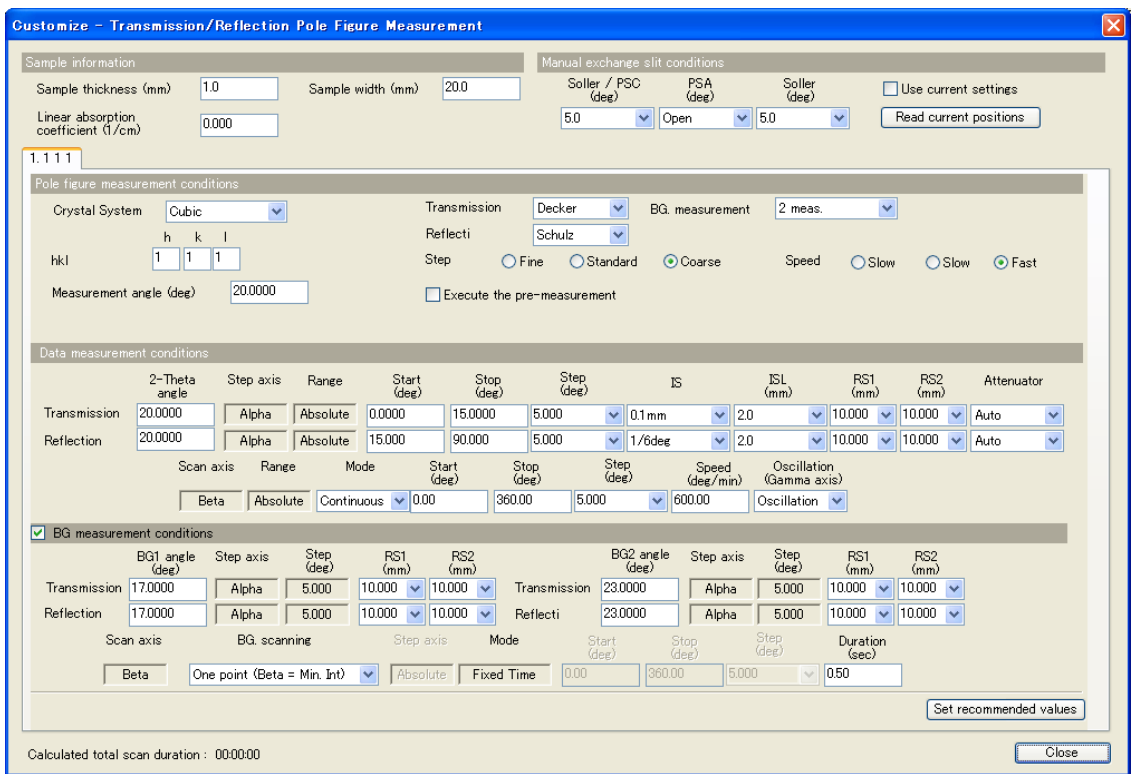 Customize - Transmission/Reflection Pole Figure Measurement
Sample information
Manual exchange slit conditions
Sample thickness (mm) 1.0 Sample width (mm) 20.0
Soller / PSC (deg) PSA (deg) Soller (deg)
Use current settings
Linear absorption coefficient (1/cm) 0.000
5.0 Open 5.0 Read current positions
1. 1 1 1
Pole figure measurement conditions
Crystal System Cubic Transmission Decker BG. measurement 2 meas.
h k l Reflecti Schulz
hkl 1 1 1 Step Fine Standard Coarse Speed Slow Slow Fast
Measurement angle (deg) 20.0000 Execute the pre-measurement
Data measurement conditions
2-Theta angle Step axis Range Start (deg) Stop (deg) Step (deg) IS ISL (mm) RS1 (mm) RS2 (mm) Attenuator
Transmission 20.0000 Alpha Absolute 0.0000 15.0000 5.000 0.1 mm 2.0 10.000 10.000 Auto
Reflection 20.0000 Alpha Absolute 15.000 90.000 5.000 1/6deg 2.0 10.000 10.000 Auto
Scan axis Range Mode Start (deg) Stop (deg) Step (deg) Speed (deg/min) Oscillation (Gamma axis)
Beta Absolute Continuous 0.00 360.00 5.000 600.00 Oscillation
BG measurement conditions
BG1 angle (deg) Step axis Step (deg) RS1 (mm) RS2 (mm) BG2 angle (deg) Step axis Step (deg) RS1 (mm) RS2 (mm)
Transmission 17.0000 Alpha 5.000 10.000 10.000 Transmission 23.0000 Alpha 5.000 10.000 10.000
Reflection 17.0000 Alpha 5.000 10.000 10.000 Reflecti 23.0000 Alpha 5.000 10.000 10.000
Scan axis BG. scanning Step axis Mode Start (deg) Stop (deg) Step (deg) Duration (sec)
Beta One point (Beta = Min. Int) Absolute Fixed Time 0.00 360.00 5.000 0.50
Set recommended values
Calculated total scan duration : 00:00:00 Close